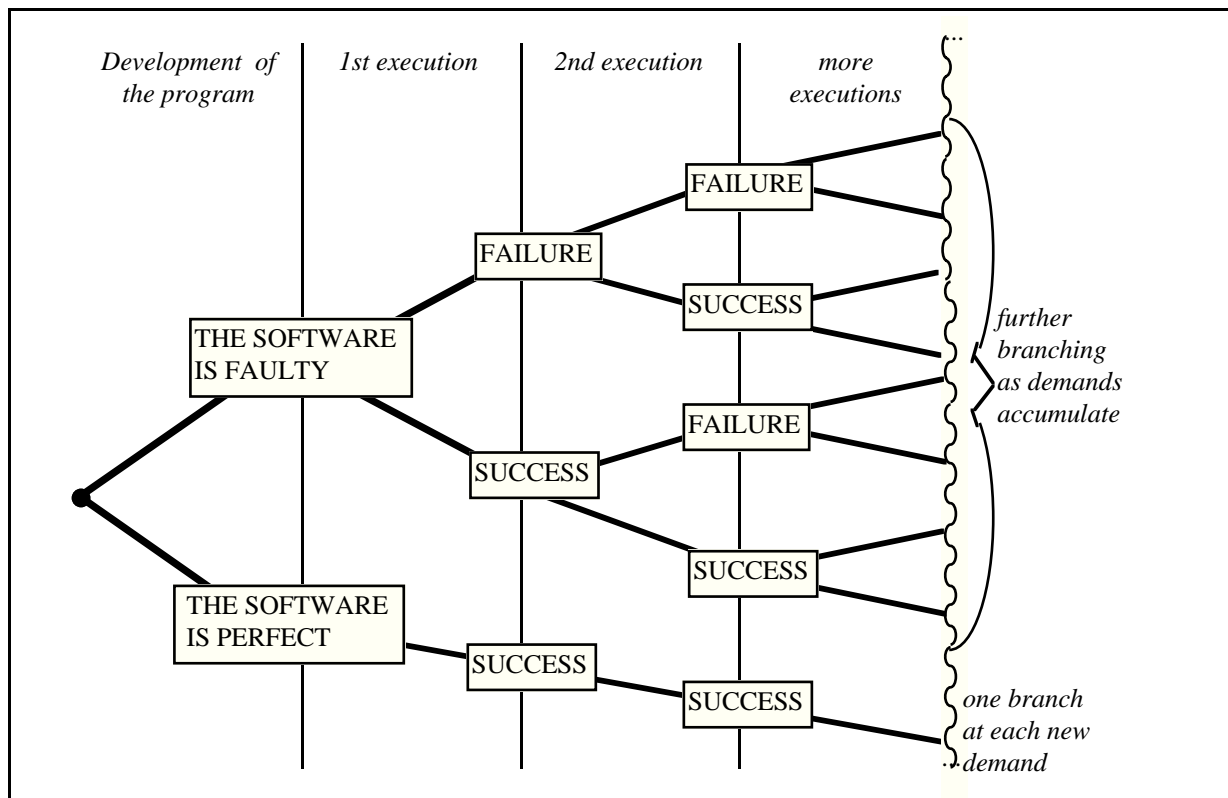 ...
Development of
the program
1st execution
2nd execution
more
executions
FAILURE
FAILURE
SUCCESS
THE SOFTWARE
IS FAULTY
further
branching
as demands
accumulate
FAILURE
SUCCESS
SUCCESS
THE SOFTWARE
IS PERFECT
SUCCESS
SUCCESS
one branch
at each new
...demand